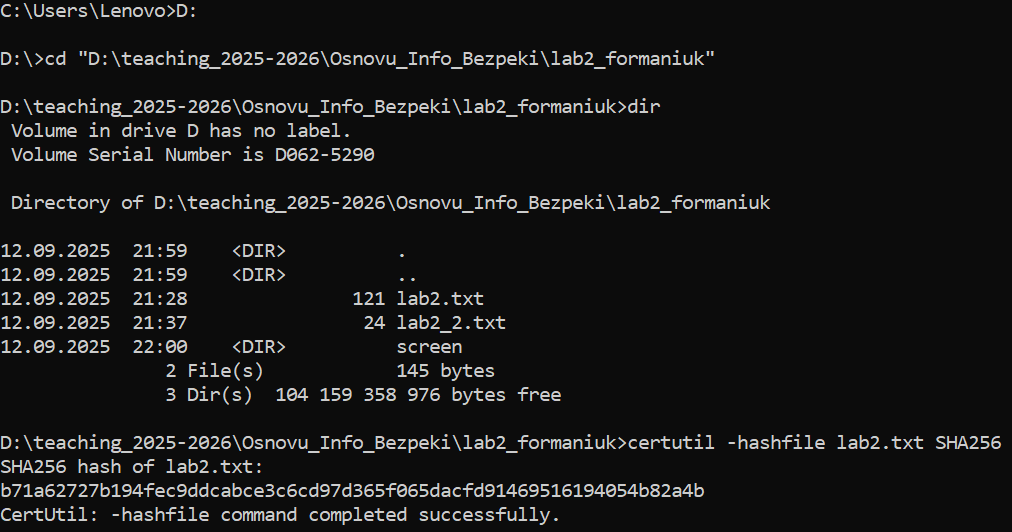 C:\Users\Lenovo>D:
D:\>cd "D:\teaching_2025-2026\Osnovu_Info_Bezpeki\lab2_formaniuk"
D:\teaching_2025-2026\Osnovu_Info_Bezpeki\lab2_formaniuk>dir
Volume in drive D has no label.
Volume Serial Number is D062-5290
Directory of D:\teaching_2025-2026\Osnovu_Info_Bezpeki\lab2_formaniuk
12.09.2025  21:59    <DIR>          .
12.09.2025  21:59    <DIR>          ..
12.09.2025  21:28               121 lab2.txt
12.09.2025  21:37                24 lab2_2.txt
12.09.2025  22:00    <DIR>          screen
2 File(s)            145 bytes
3 Dir(s)  104 159 358 976 bytes free
D:\teaching_2025-2026\Osnovu_Info_Bezpeki\lab2_formaniuk>certutil -hashfile lab2.txt SHA256
SHA256 hash of lab2.txt:
b71a62727b194fec9ddcabce3c6cd97d365f065dacfd91469516194054b82a4b
CertUtil: -hashfile command completed successfully.